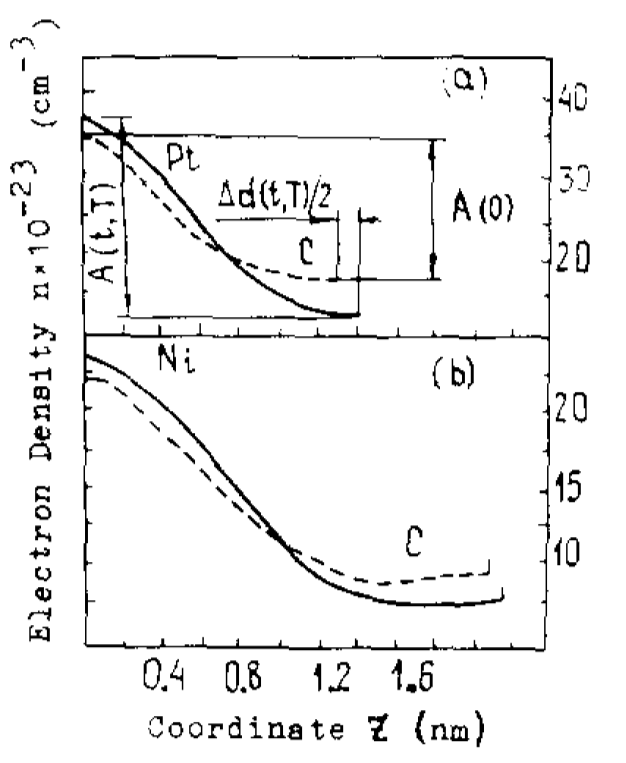 Electron Density n×10⁻²³ (cm⁻³)
(a)
40
30
20
Pt
Δd(t,T)/2
A(t,T)
A(0)
C
Ni
(b)
20
15
10
C
0.4 0.8 1.2 1.6
Coordinate Z (nm)